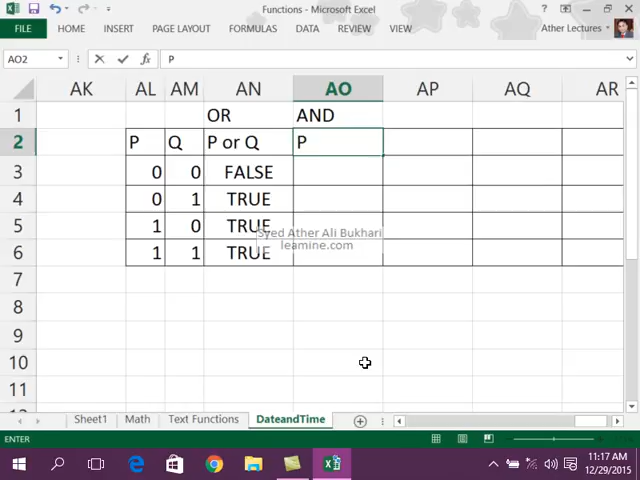 Functions - Microsoft Excel
FILE HOME INSERT PAGE LAYOUT FORMULAS DATA REVIEW VIEW Ather Lectures
AO2 fx P
AK AL AM AN AO AP AQ AR
1 OR AND
2 P Q P or Q P
3 0 0 FALSE
4 0 1 TRUE
5 1 0 TRUE
Syed Ather Ali Bukhari
learnine.com
6 1 1 TRUE
7
8
9
10
11
Sheet1 Math Text Functions DateandTime
ENTER
11:17 AM
12/29/2015